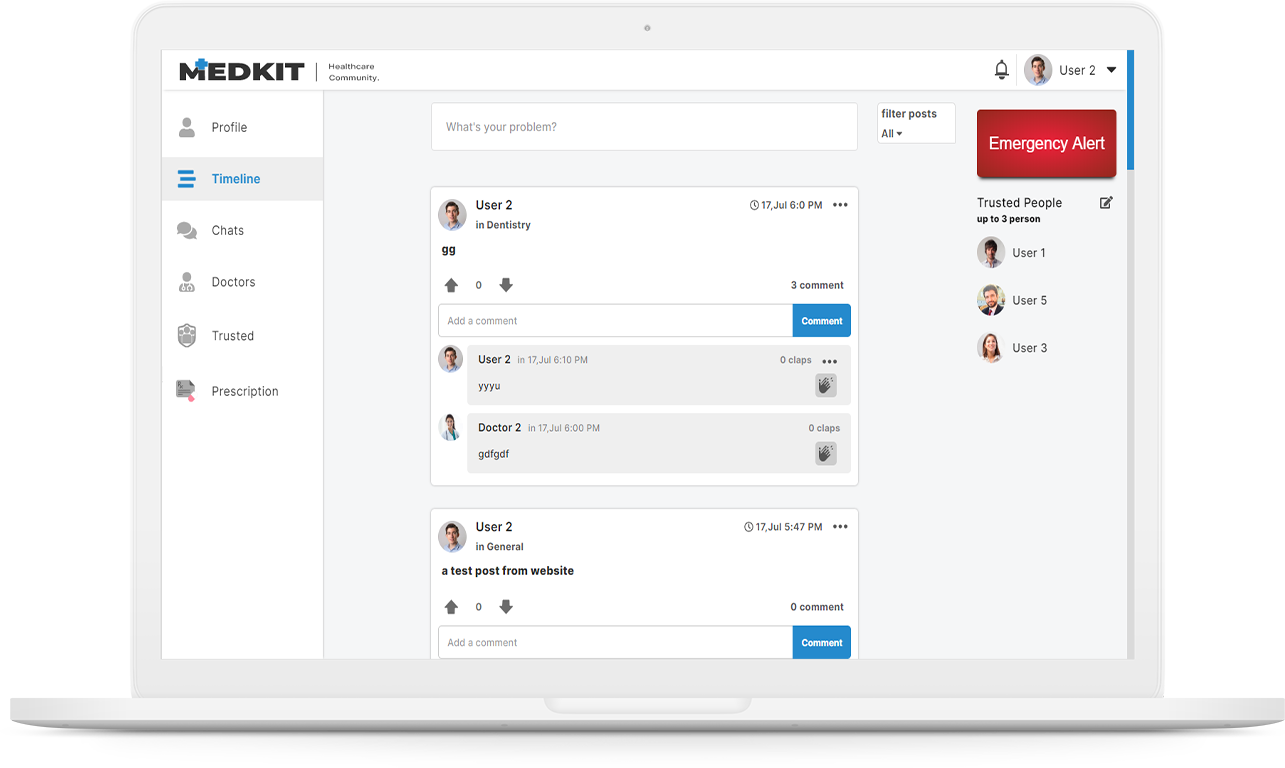 MEDKIT
Healthcare
Community.
User 2
Profile
Timeline
Chats
Doctors
Trusted
Prescription
What's your problem?
filter posts
All
Emergency Alert
Trusted People
up to 3 person
User 1
User 5
User 3
User 2
17,Jul 6:0 PM
in Dentistry
gg
0
3 comment
Add a comment
Comment
User 2 in 17,Jul 6:10 PM
0 claps
yyyu
Doctor 2 in 17,Jul 6:00 PM
0 claps
gdfgdf
User 2
17,Jul 5:47 PM
in General
a test post from website
0
0 comment
Add a comment
Comment